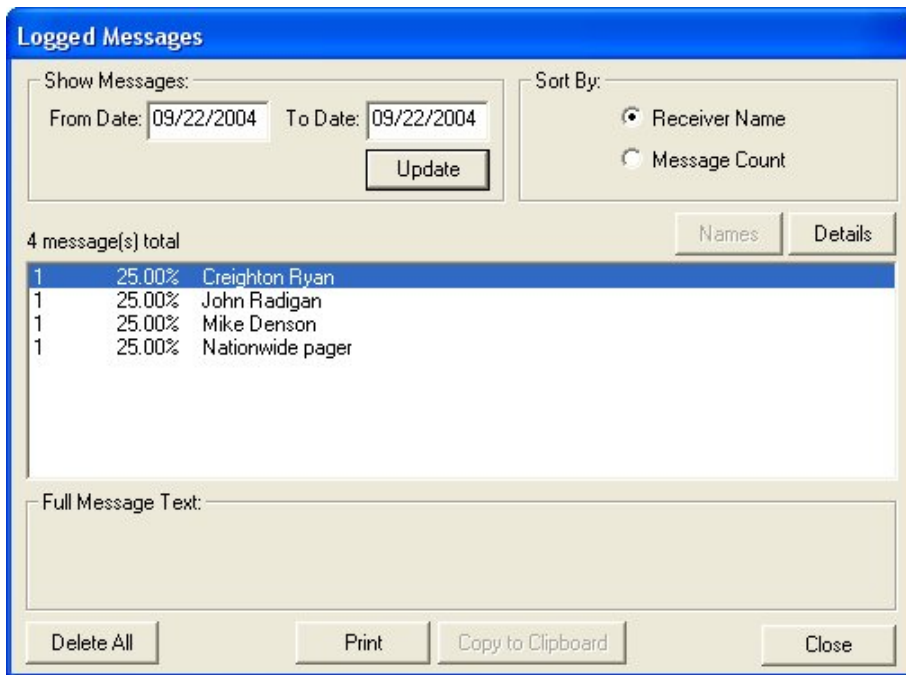 Logged Messages
Show Messages:
From Date: 09/22/2004 To Date: 09/22/2004
Update
Sort By:
Receiver Name
Message Count
4 message(s) total
Names Details
1 25.00% Creighton Ryan
1 25.00% John Radigan
1 25.00% Mike Denson
1 25.00% Nationwide pager
Full Message Text:
Delete All Print Copy to Clipboard Close